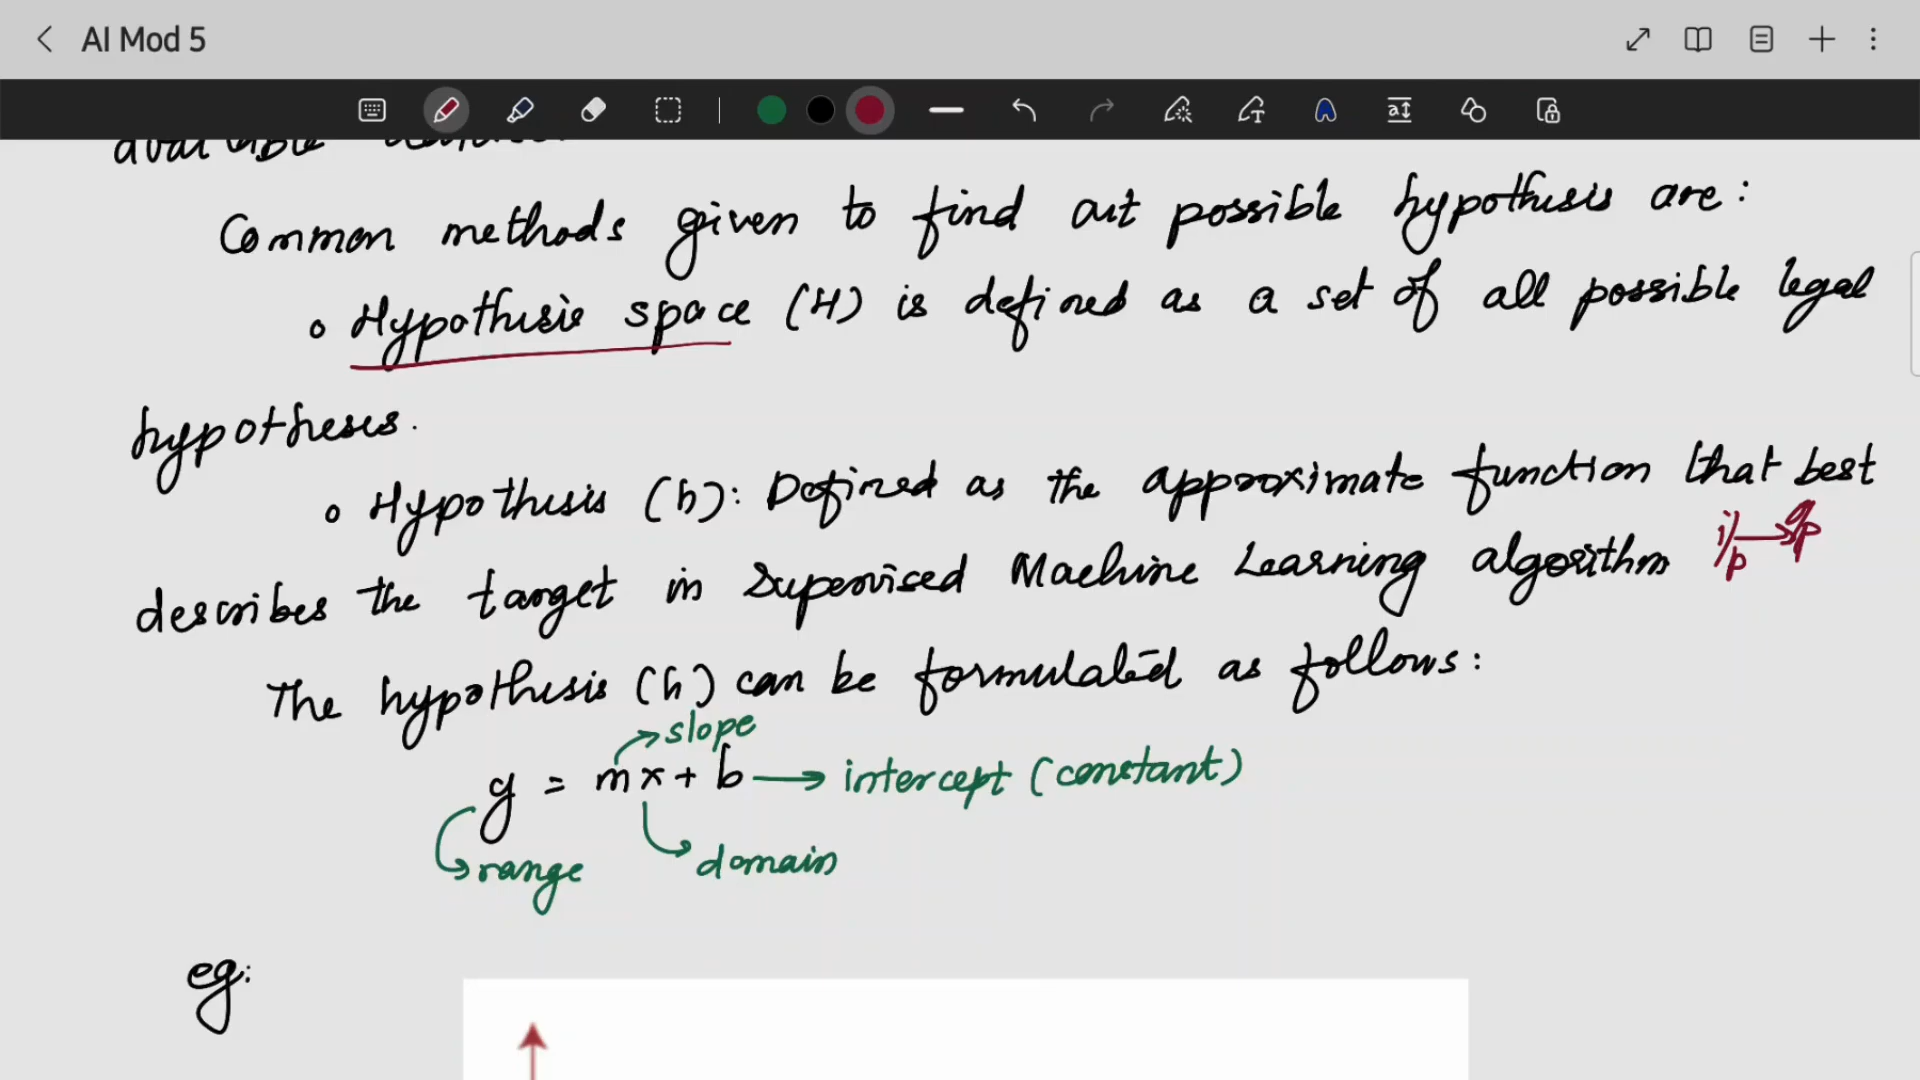 AI Mod 5
Common methods given to find out possible hypothesis are:
o Hypothesis space (H) is defined as a set of all possible legal
hypotheses.
o Hypothesis (h): Defined as the approximate function that best
describes the target in Supervised Machine Learning algorithm i/p → o/p
The hypothesis (h) can be formulated as follows:
slope
y = mx + b → intercept (constant)
range domain
eg: